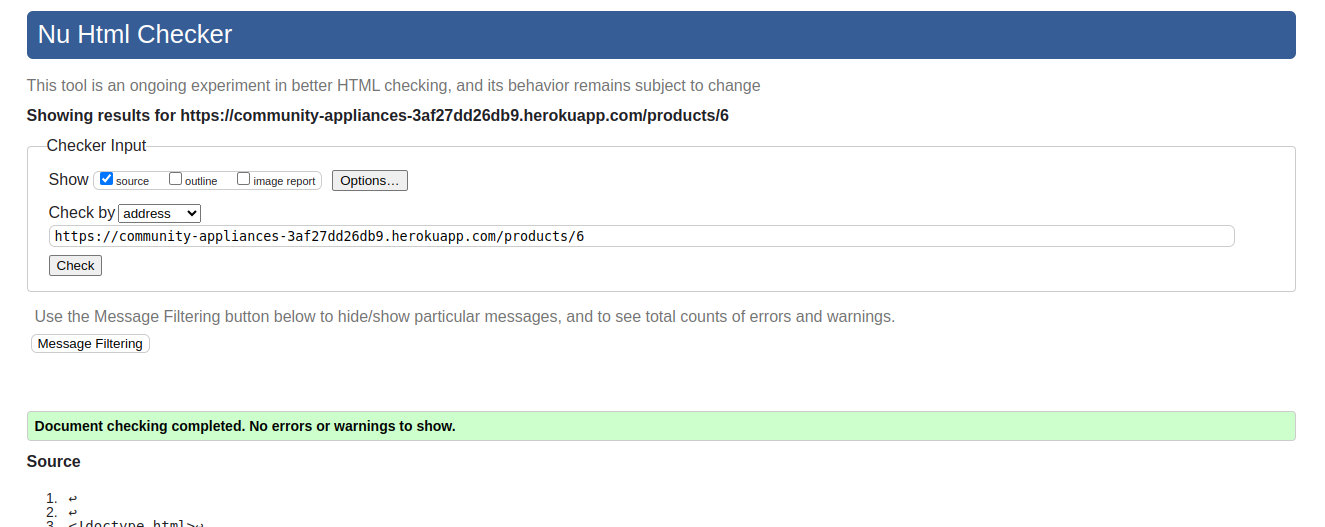 Nu Html Checker
This tool is an ongoing experiment in better HTML checking, and its behavior remains subject to change
Showing results for https://community-appliances-3af27dd26db9.herokuapp.com/products/6
Checker Input
Show source outline image report Options...
Check by address
https://community-appliances-3af27dd26db9.herokuapp.com/products/6
Check
Use the Message Filtering button below to hide/show particular messages, and to see total counts of errors and warnings.
Message Filtering
Document checking completed. No errors or warnings to show.
Source
1. ↩
2. ↩
3. <!doctype html>↩